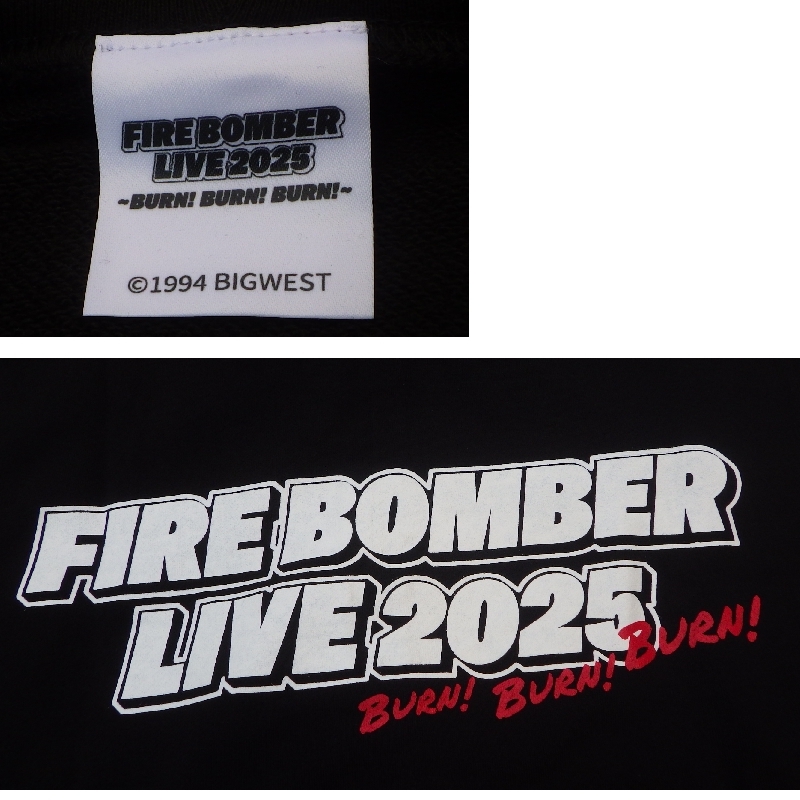 FIRE BOMBER
LIVE 2025
~BURN! BURN! BURN!~
©1994 BIGWEST
FIRE BOMBER
LIVE 2025
BURN! BURN! BURN!